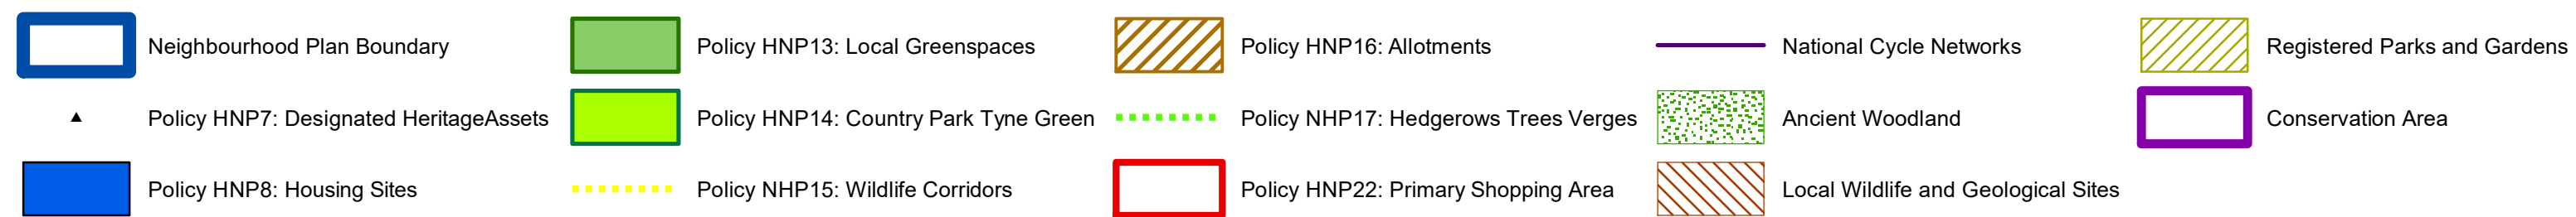 Neighbourhood Plan Boundary
Policy HNP7: Designated HeritageAssets
Policy HNP8: Housing Sites
Policy HNP13: Local Greenspaces
Policy HNP14: Country Park Tyne Green
Policy NHP15: Wildlife Corridors
Policy HNP16: Allotments
Policy NHP17: Hedgerows Trees Verges
Policy HNP22: Primary Shopping Area
National Cycle Networks
Ancient Woodland
Local Wildlife and Geological Sites
Registered Parks and Gardens
Conservation Area